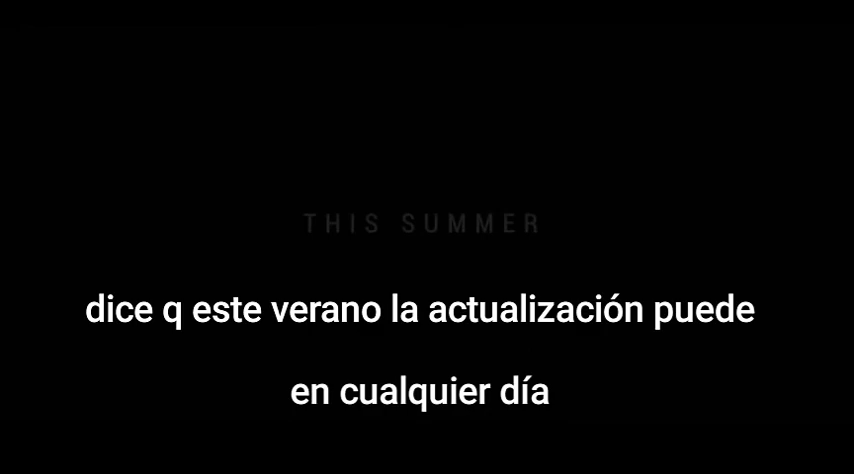 THIS SUMMER
dice q este verano la actualización puede
en cualquier día